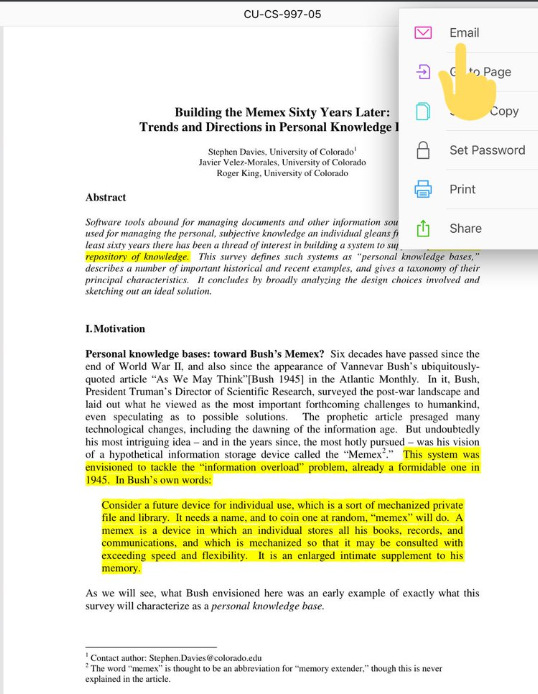 CU-CS-997-05
Email
Page
Copy
Set Password
Print
Share
Building the Memex Sixty Years Later:
Trends and Directions in Personal Knowledge
Stephen Davies, University of Colorado¹
Javier Velez-Morales, University of Colorado
Roger King, University of Colorado
Abstract
Software tools abound for managing documents and other information sou
used for managing the personal, subjective knowledge an individual gleans
least sixty years there has been a thread of interest in building a system to
repository of knowledge. This survey defines such systems as “personal knowledge bases,”
describes a number of important historical and recent examples, and gives a taxonomy of their
principal characteristics. It concludes by broadly analyzing the design choices involved and
sketching out an ideal solution.
I. Motivation
Personal knowledge bases: toward Bush’s Memex? Six decades have passed since the
end of World War II, and also since the appearance of Vannevar Bush’s ubiquitously-
quoted article “As We May Think”[Bush 1945] in the Atlantic Monthly. In it, Bush,
President Truman’s Director of Scientific Research, surveyed the post-war landscape and
laid out what he viewed as the most important forthcoming challenges to humankind,
even speculating as to possible solutions. The prophetic article presaged many
technological changes, including the dawning of the information age. But undoubtedly
his most intriguing idea – and in the years since, the most hotly pursued – was his vision
of a hypothetical information storage device called the “Memex².” This system was
envisioned to tackle the “information overload” problem, already a formidable one in
1945. In Bush’s own words:
Consider a future device for individual use, which is a sort of mechanized private
file and library. It needs a name, and to coin one at random, “memex” will do. A
memex is a device in which an individual stores all his books, records, and
communications, and which is mechanized so that it may be consulted with
exceeding speed and flexibility. It is an enlarged intimate supplement to his
memory.
As we will see, what Bush envisioned here was an early example of exactly what this
survey will characterize as a personal knowledge base.
¹ Contact author: Stephen.Davies@colorado.edu
² The word “memex” is thought to be an abbreviation for “memory extender,” though this is never
explained in the article.